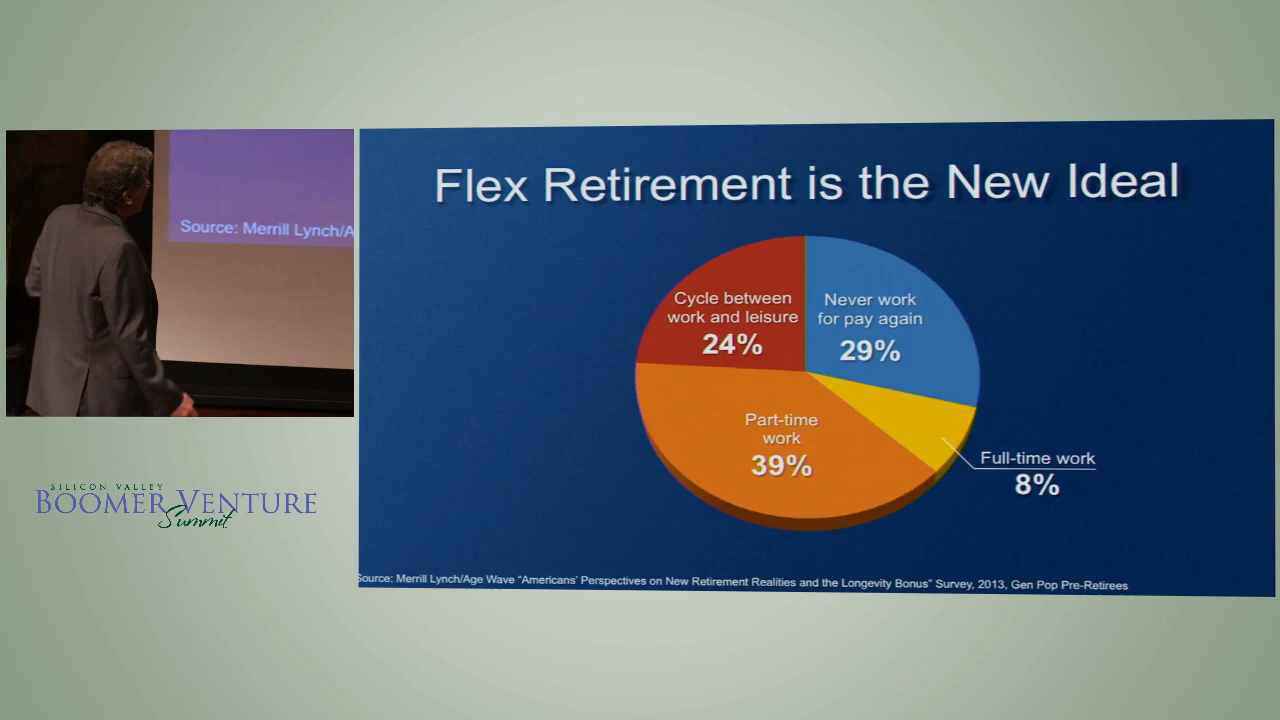 Flex Retirement is the New Ideal
Source: Merrill Lynch/A
Cycle between
work and leisure
24%
Never work
for pay again
29%
Part-time
work
39%
Full-time work
8%
SILICON VALLEY
BOOMER VENTURE
Summit
Source: Merrill Lynch/Age Wave “Americans’ Perspectives on New Retirement Realities and the Longevity Bonus” Survey, 2013, Gen Pop Pre-Retirees